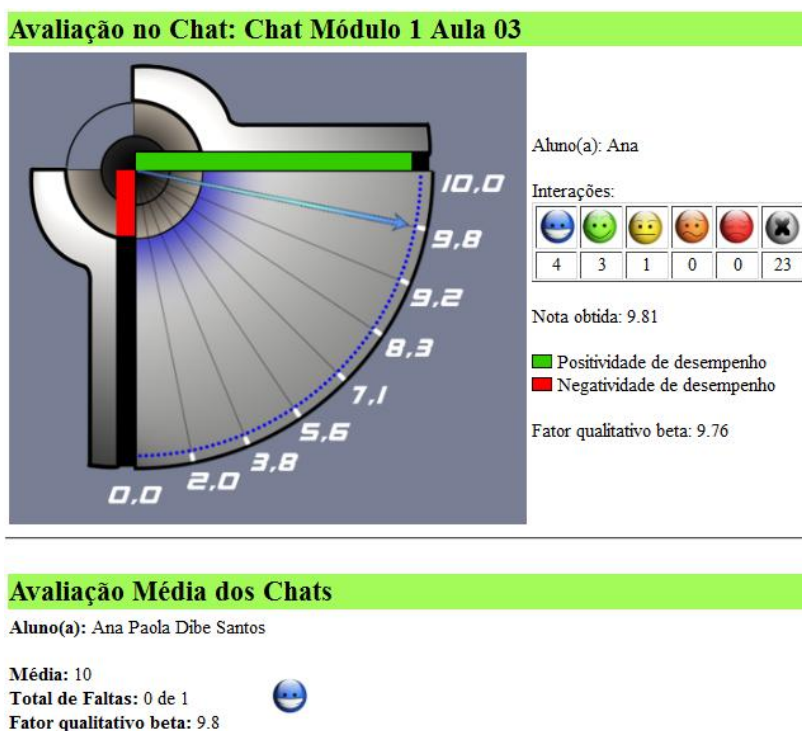 Avaliação no Chat: Chat Módulo 1 Aula 03
10,0
9,8
9,2
8,3
7,1
5,6
3,8
2,0
0,0
Aluno(a): Ana
Interações:
4 3 1 0 0 23
Nota obtida: 9.81
Positividade de desempenho
Negatividade de desempenho
Fator qualitativo beta: 9.76
Avaliação Média dos Chats
Aluno(a): Ana Paola Dibe Santos
Média: 10
Total de Faltas: 0 de 1
Fator qualitativo beta: 9.8